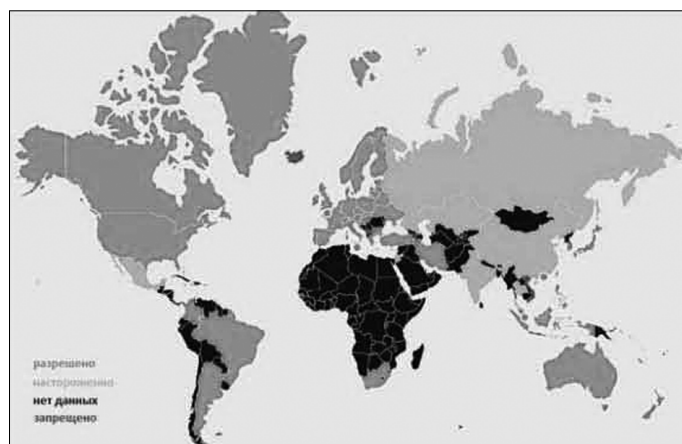 разрешено
настороженно
нет данных
запрещено